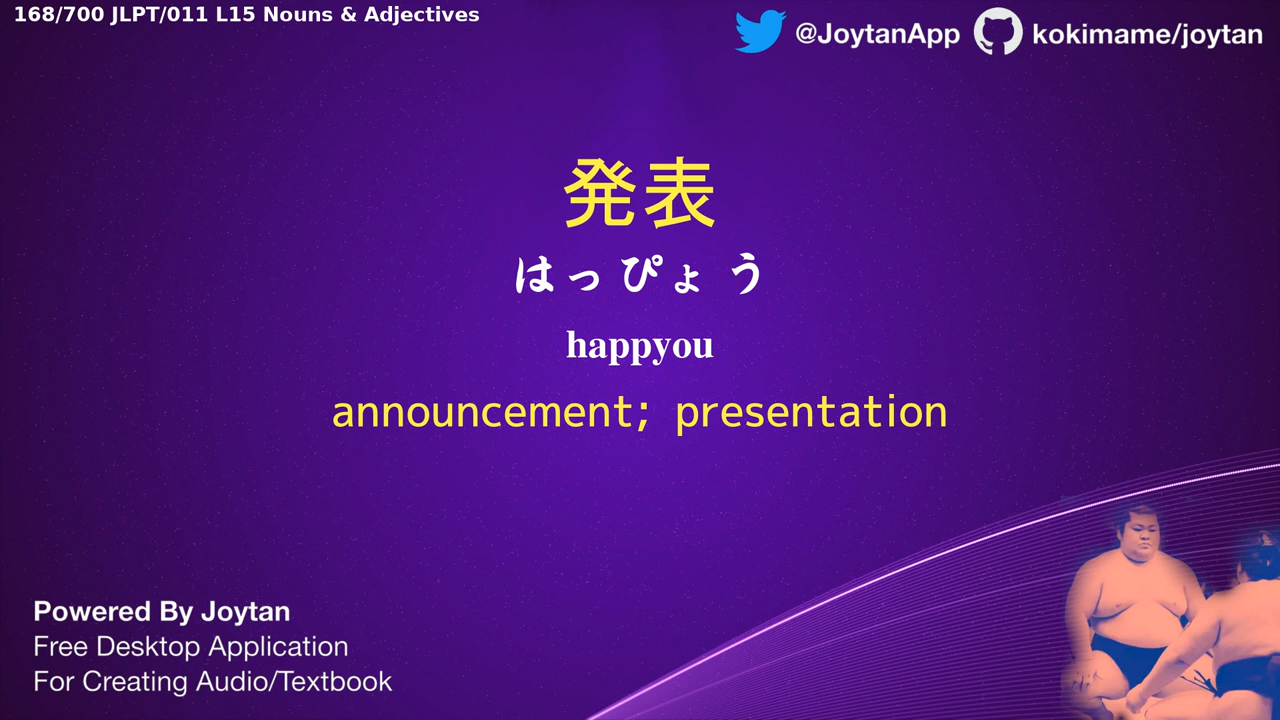 168/700 JLPT/011 L15 Nouns & Adjectives
@JoytanApp kokimame/joytan
発表
はっぴょう
happyou
announcement; presentation
Powered By Joytan
Free Desktop Application
For Creating Audio/Textbook